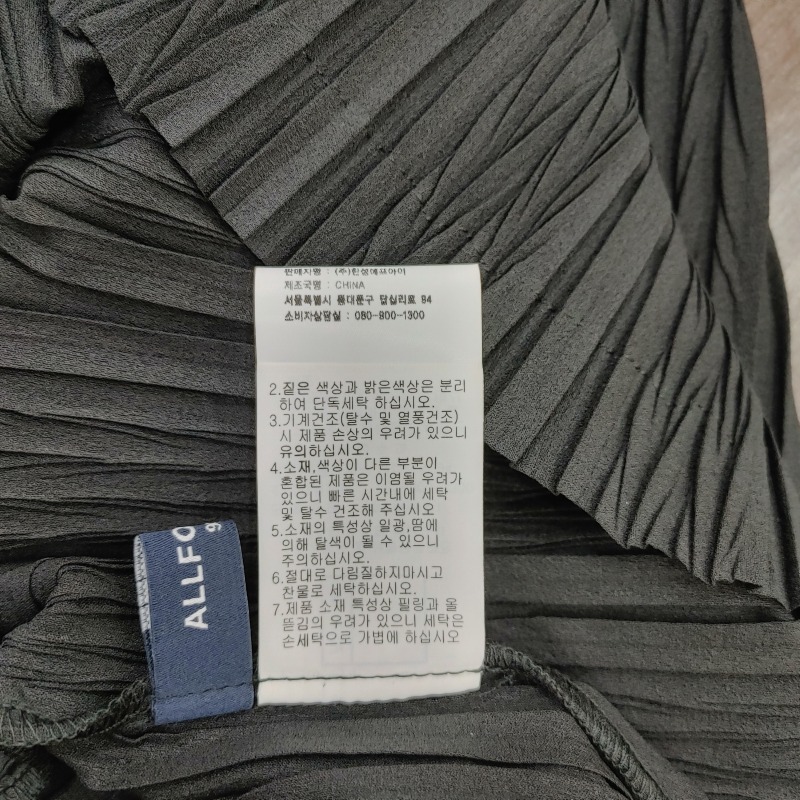 판매자명 : (주)한성에프아이
제조국명 : CHINA
서울특별시 동대문구 답십리로 84
소비자상담실 : 080-900-1300
2.짙은 색상과 밝은색상은 분리
하여 단독세탁 하십시오.
3.기계건조(탈수 및 열풍건조)
시 제품 손상의 우려가 있으니
유의하십시오.
4.소재,색상이 다른 부분이
혼합된 제품은 이염될 우려가
있으니 빠른 시간내에 세탁
및 탈수 건조해 주십시오
5.소재의 특성상 일광,땀에
의해 탈색이 될 수 있으니
주의하십시오.
6.절대로 다림질하지마시고
찬물로 세탁하십시오.
7.제품 소재 특성상 필링과 올
뜯김의 우려가 있으니 세탁은
손세탁으로 가볍에 하십시오
ALLFO
9